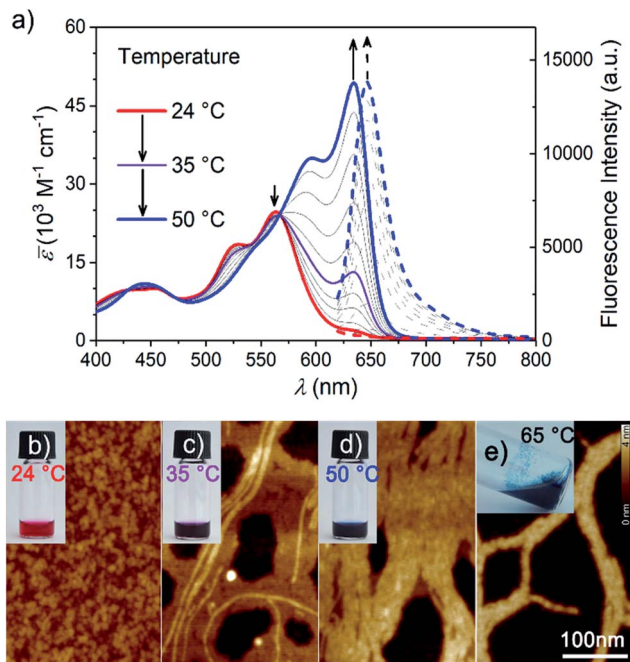 a)
Temperature
24 °C
35 °C
50 °C
ε̅ (10³ M⁻¹ cm⁻¹)
60
45
30
15
0
15000
10000
5000
0
Fluorescence Intensity (a.u.)
400 450 500 550 600 650 700 750 800
λ (nm)
b) c) d) e) 65 °C
24 °C 35 °C 50 °C
4 nm
0 nm
100nm